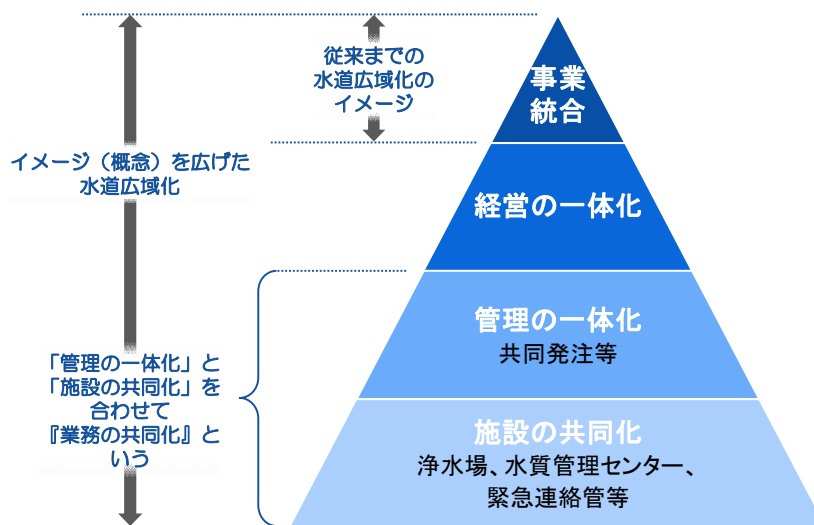 従来までの
水道広域化の
イメージ
イメージ（概念）を広げた
水道広域化
「管理の一体化」と
「施設の共同化」を
合わせて
『業務の共同化』と
いう
事業
統合
経営の一体化
管理の一体化
共同発注等
施設の共同化
浄水場、水質管理センター、
緊急連絡管等